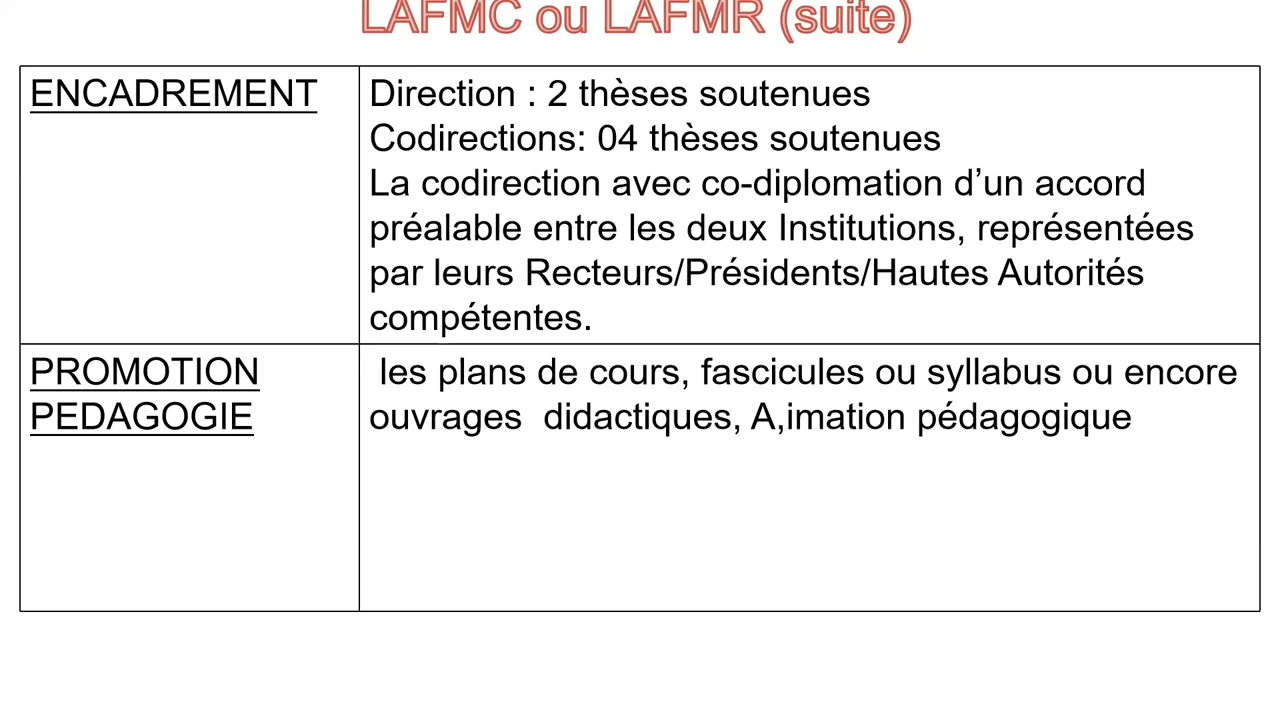 LAFMC ou LAFMR (suite)
ENCADREMENT
Direction : 2 thèses soutenues
Codirections: 04 thèses soutenues
La codirection avec co-diplomation d’un accord
préalable entre les deux Institutions, représentées
par leurs Recteurs/Présidents/Hautes Autorités
compétentes.
PROMOTION
PEDAGOGIE
les plans de cours, fascicules ou syllabus ou encore
ouvrages  didactiques, A,imation pédagogique